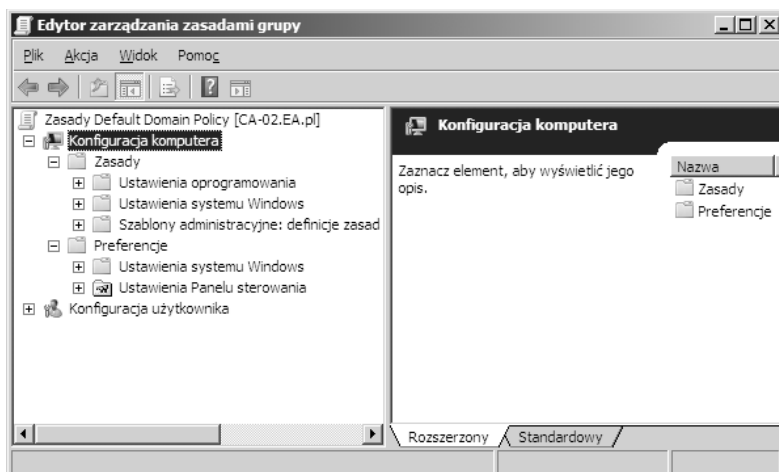 Edytor zarządzania zasadami grupy
Plik Akcja Widok Pomoc
Zasady Default Domain Policy [CA-02.EA.pl]
Konfiguracja komputera
Zasady
Ustawienia oprogramowania
Ustawienia systemu Windows
Szablony administracyjne: definicje zasad
Preferencje
Ustawienia systemu Windows
Ustawienia Panelu sterowania
Konfiguracja użytkownika
Konfiguracja komputera
Zaznacz element, aby wyświetlić jego
opis.
Nazwa
Zasady
Preferencje
Rozszerzony Standardowy